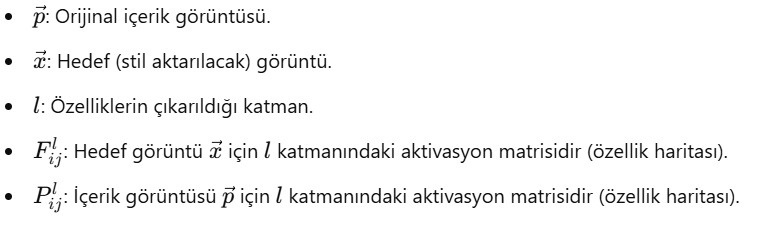 • $\vec{p}$: Orijinal içerik görüntüsü.
• $\vec{x}$: Hedef (stil aktarılacak) görüntü.
• $l$: Özelliklerin çıkarıldığı katman.
• $F_{ij}^{l}$: Hedef görüntü $\vec{x}$ için $l$ katmanındaki aktivasyon matrisidir (özellik haritası).
• $P_{ij}^{l}$: İçerik görüntüsü $\vec{p}$ için $l$ katmanındaki aktivasyon matrisidir (özellik haritası).